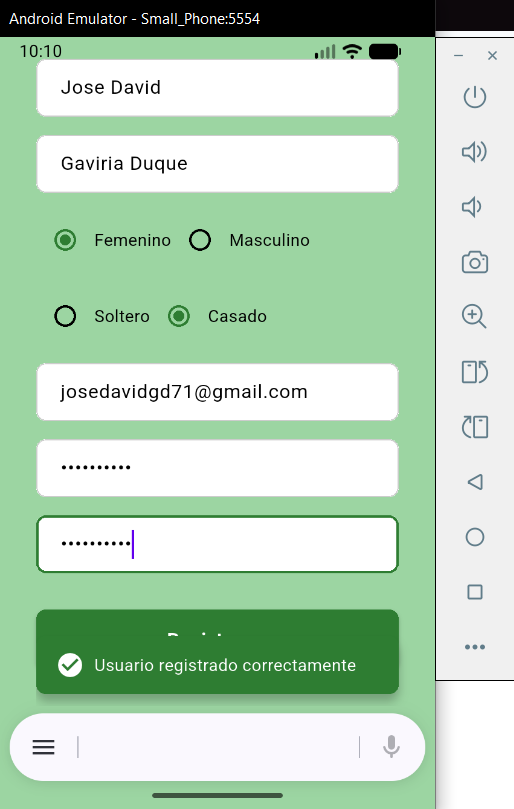 Android Emulator - Small_Phone:5554
10:10
Jose David
Gaviria Duque
Femenino Masculino
Soltero Casado
josedavidgd71@gmail.com
••••••••••
••••••••••
Usuario registrado correctamente